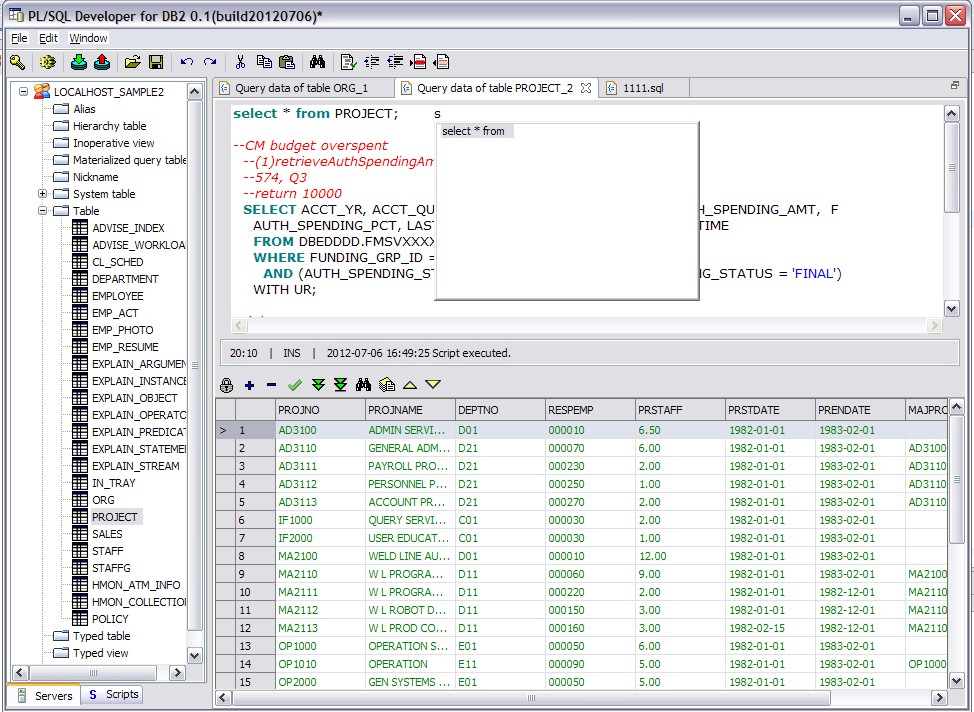 PL/SQL Developer for DB2 0.1(build20120706)*
File Edit Window
LOCALHOST_SAMPLE2
Alias
Hierarchy table
Inoperative view
Materialized query table
Nickname
System table
Table
ADVISE_INDEX
ADVISE_WORKLOA
CL_SCHED
DEPARTMENT
EMPLOYEE
EMP_ACT
EMP_PHOTO
EMP_RESUME
EXPLAIN_ARGUMEN
EXPLAIN_INSTANCE
EXPLAIN_OBJECT
EXPLAIN_OPERATO
EXPLAIN_PREDICAT
EXPLAIN_STATEME
EXPLAIN_STREAM
IN_TRAY
ORG
PROJECT
SALES
STAFF
STAFFG
HMON_ATM_INFO
HMON_COLLECTIO
POLICY
Typed table
Typed view
Servers S Scripts
Query data of table ORG_1 Query data of table PROJECT_2 1111.sql
select * from PROJECT; s
select * from
--CM budget overspent
--(1)retrieveAuthSpendingAm
--574, Q3
--return 10000
SELECT ACCT_YR, ACCT_QU H_SPENDING_AMT, F
AUTH_SPENDING_PCT, LAS TIME
FROM DBEDDDD.FMSVXXXX
WHERE FUNDING_GRP_ID =
AND (AUTH_SPENDING_ST NG_STATUS = 'FINAL')
WITH UR;
20:10 | INS | 2012-07-06 16:49:25 Script executed.
PROJNO PROJNAME DEPTNO RESPEMP PRSTAFF PRSTDATE PRENDATE MAJPRO
> 1 AD3100 ADMIN SERVI... D01 000010 6.50 1982-01-01 1983-02-01
2 AD3110 GENERAL ADM... D21 000070 6.00 1982-01-01 1983-02-01 AD3100
3 AD3111 PAYROLL PRO... D21 000230 2.00 1982-01-01 1983-02-01 AD3110
4 AD3112 PERSONNEL P... D21 000250 1.00 1982-01-01 1983-02-01 AD3110
5 AD3113 ACCOUNT PR... D21 000270 2.00 1982-01-01 1983-02-01 AD3110
6 IF1000 QUERY SERVI... C01 000030 2.00 1982-01-01 1983-02-01
7 IF2000 USER EDUCAT... C01 000030 1.00 1982-01-01 1983-02-01
8 MA2100 WELD LINE AU... D01 000010 12.00 1982-01-01 1983-02-01
9 MA2110 W L PROGRA... D11 000060 9.00 1982-01-01 1983-02-01 MA2100
10 MA2111 W L PROGRA... D11 000220 2.00 1982-01-01 1982-12-01 MA2110
11 MA2112 W L ROBOT D... D11 000150 3.00 1982-01-01 1982-12-01 MA2110
12 MA2113 W L PROD CO... D11 000160 3.00 1982-02-15 1982-12-01 MA2110
13 OP1000 OPERATION S... E01 000050 6.00 1982-01-01 1983-02-01
14 OP1010 OPERATION E11 000090 5.00 1982-01-01 1983-02-01 OP1000
15 OP2000 GEN SYSTEMS ... E01 000050 5.00 1982-01-01 1983-02-01